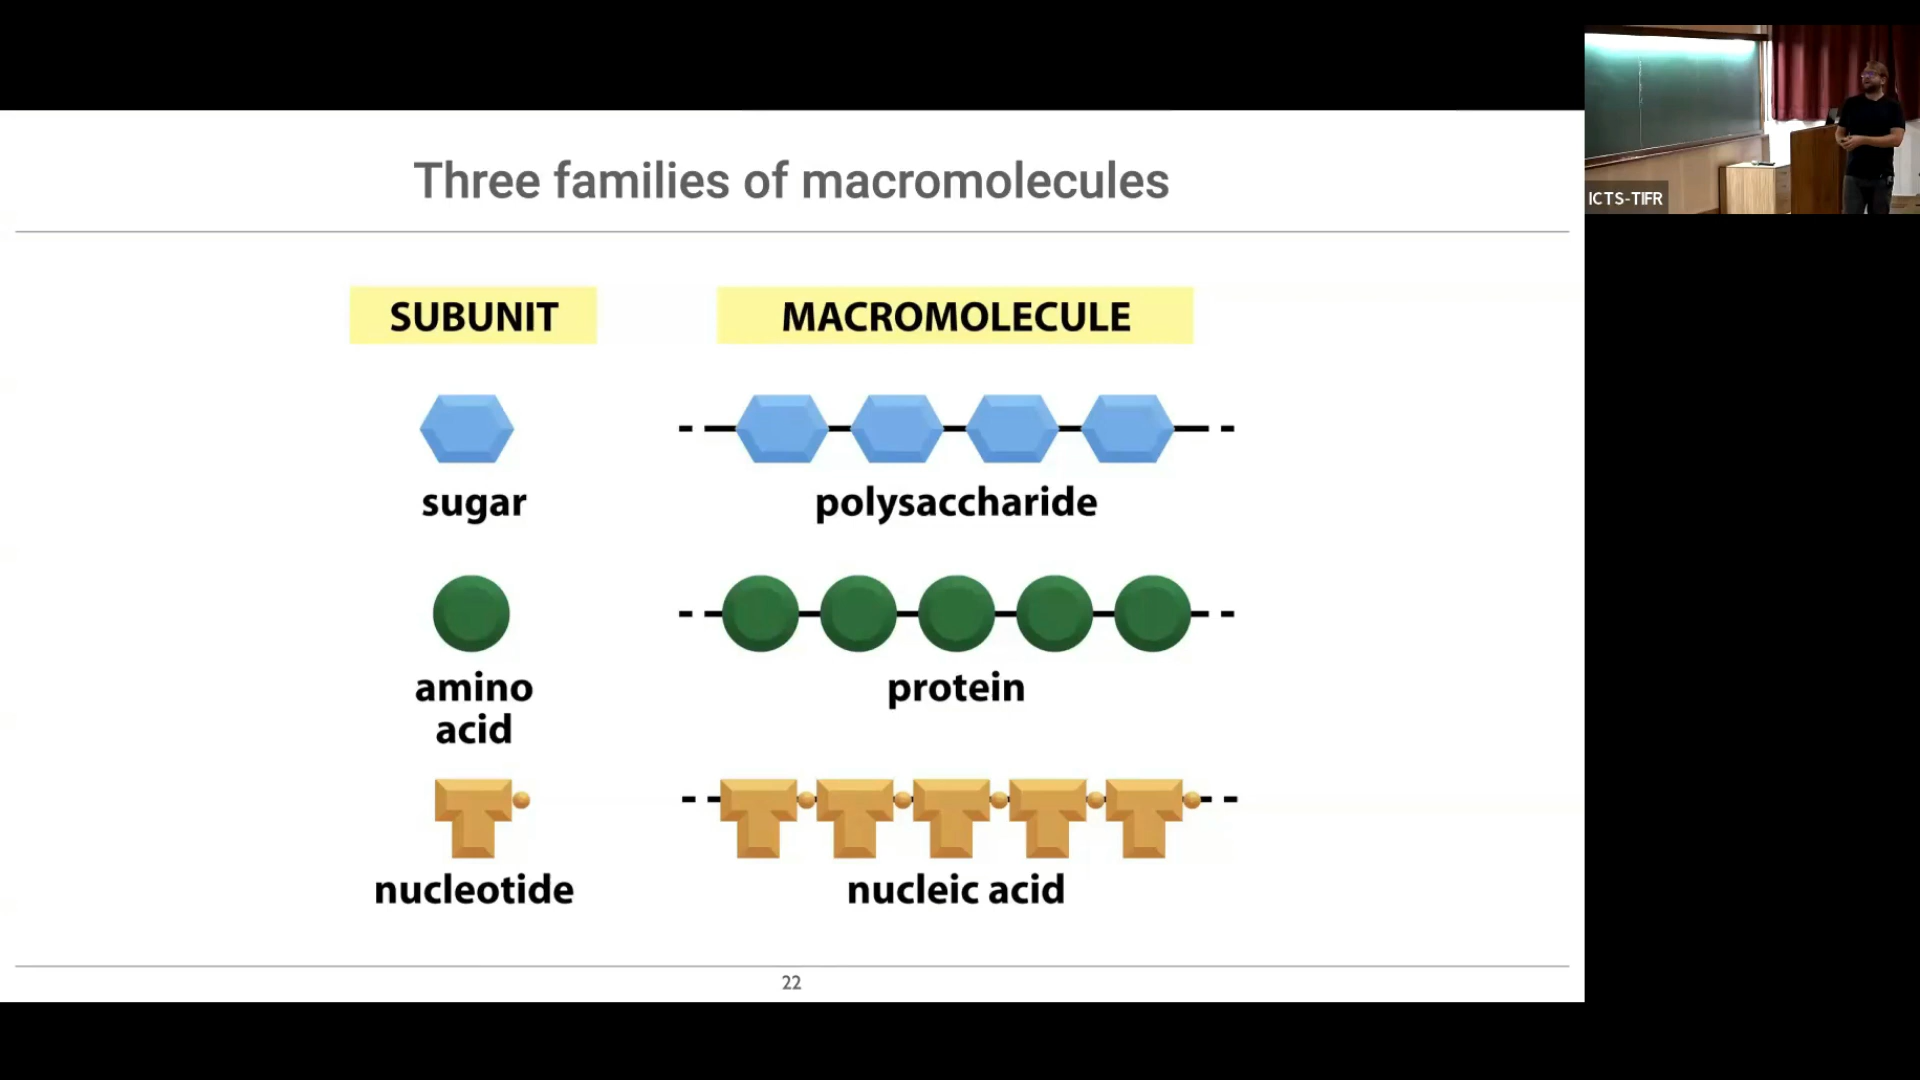 Three families of macromolecules
SUBUNIT
MACROMOLECULE
sugar
polysaccharide
amino
acid
protein
nucleotide
nucleic acid
22
ICTS-TIFR